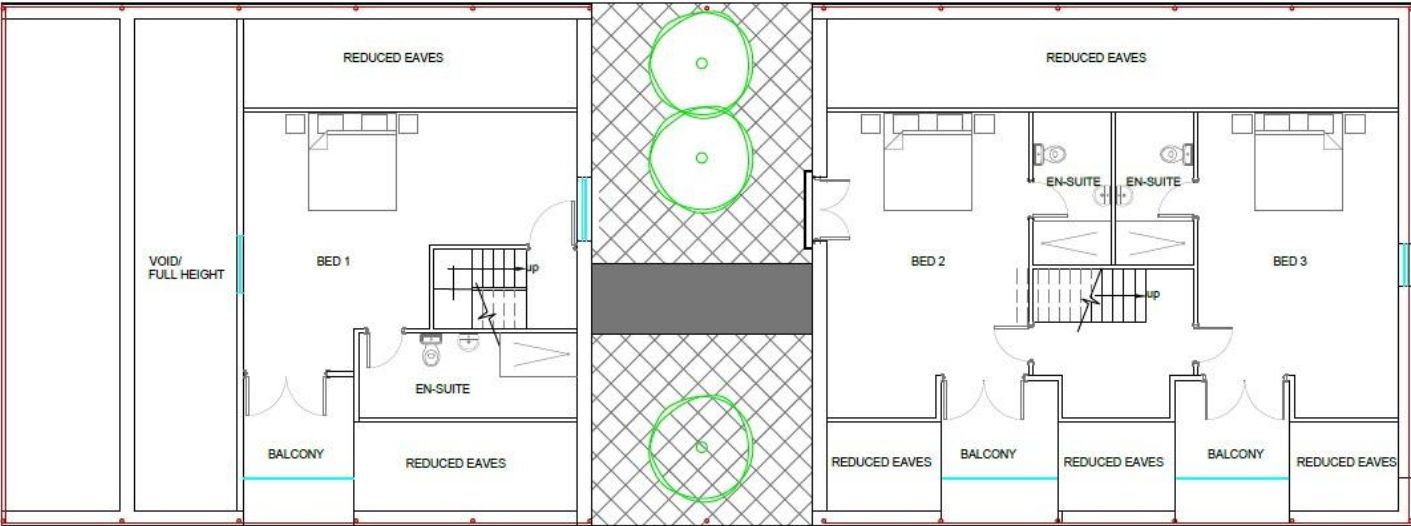 REDUCED EAVES
VOID/
FULL HEIGHT
BED 1
up
EN-SUITE
BALCONY
REDUCED EAVES
REDUCED EAVES
EN-SUITE
EN-SUITE
BED 2
BED 3
up
REDUCED EAVES
BALCONY
REDUCED EAVES
BALCONY
REDUCED EAVES